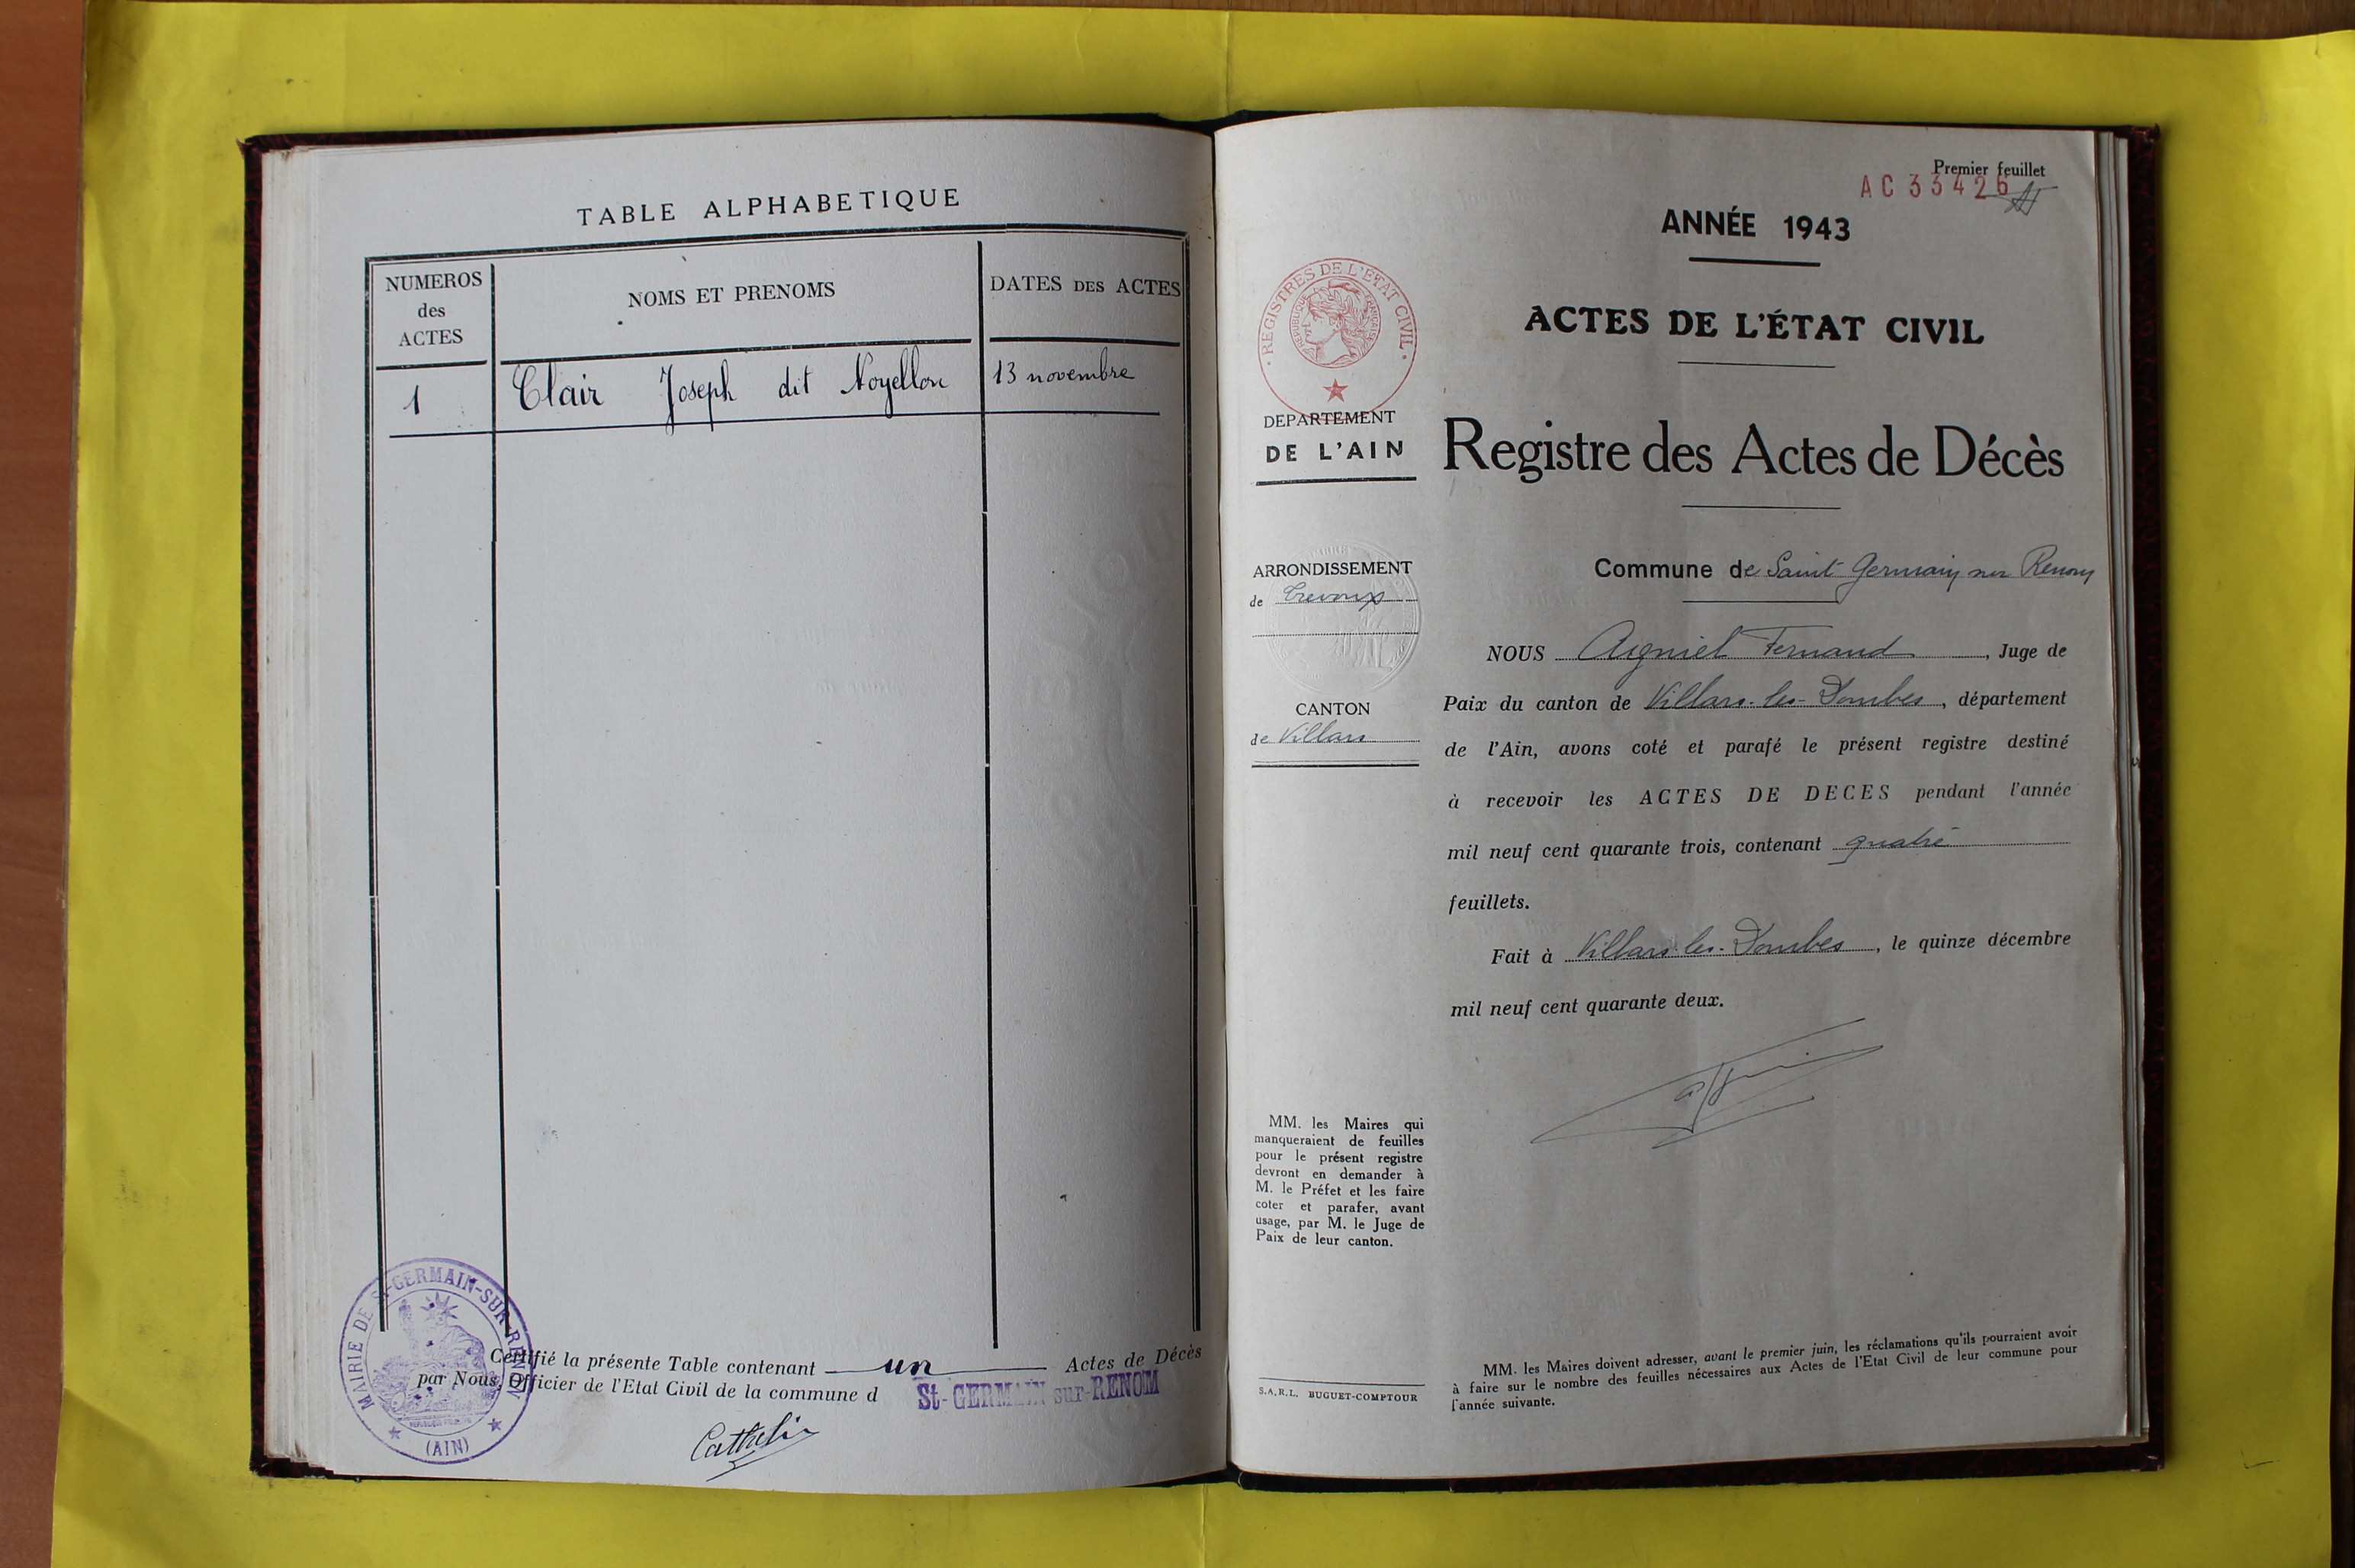 TABLE ALPHABETIQUE
NUMEROS
des
ACTES
NOMS ET PRENOMS
DATES DES ACTES
1 Clair Joseph dit Noyellon 13 novembre
Certifié la présente Table contenant un Actes de Décès
par Nous, Officier de l'Etat Civil de la commune d St-GERMAIN sur-RENOM
MAIRIE DE St-GERMAIN-SUR-RENON
(AIN)
Cathelin
Premier feuillet
AC 33426
ANNÉE 1943
ACTES DE L'ÉTAT CIVIL
REGISTRES DE L'ETAT CIVIL
REPUBLIQUE FRANÇAISE
DEPARTEMENT
DE L'AIN
Registre des Actes de Décès
ARRONDISSEMENT
de Trevoux
CANTON
de Villars
Commune de Saint Germain sur Renom
NOUS Aigniel Fernand, Juge de
Paix du canton de Villars-les-Dombes, département
de l'Ain, avons coté et parafé le présent registre destiné
à recevoir les ACTES DE DECES pendant l'année
mil neuf cent quarante trois, contenant quatre
feuillets.
Fait à Villars-les-Dombes, le quinze décembre
mil neuf cent quarante deux.
MM. les Maires qui
manqueraient de feuilles
pour le présent registre
devront en demander à
M. le Préfet et les faire
coter et parafer, avant
usage, par M. le Juge de
Paix de leur canton.
S.A.R.L. BUGUET-COMPTOUR
MM. les Maires doivent adresser, avant le premier juin, les réclamations qu'ils pourraient avoir
à faire sur le nombre des feuilles nécessaires aux Actes de l'Etat Civil de leur commune pour
l'année suivante.